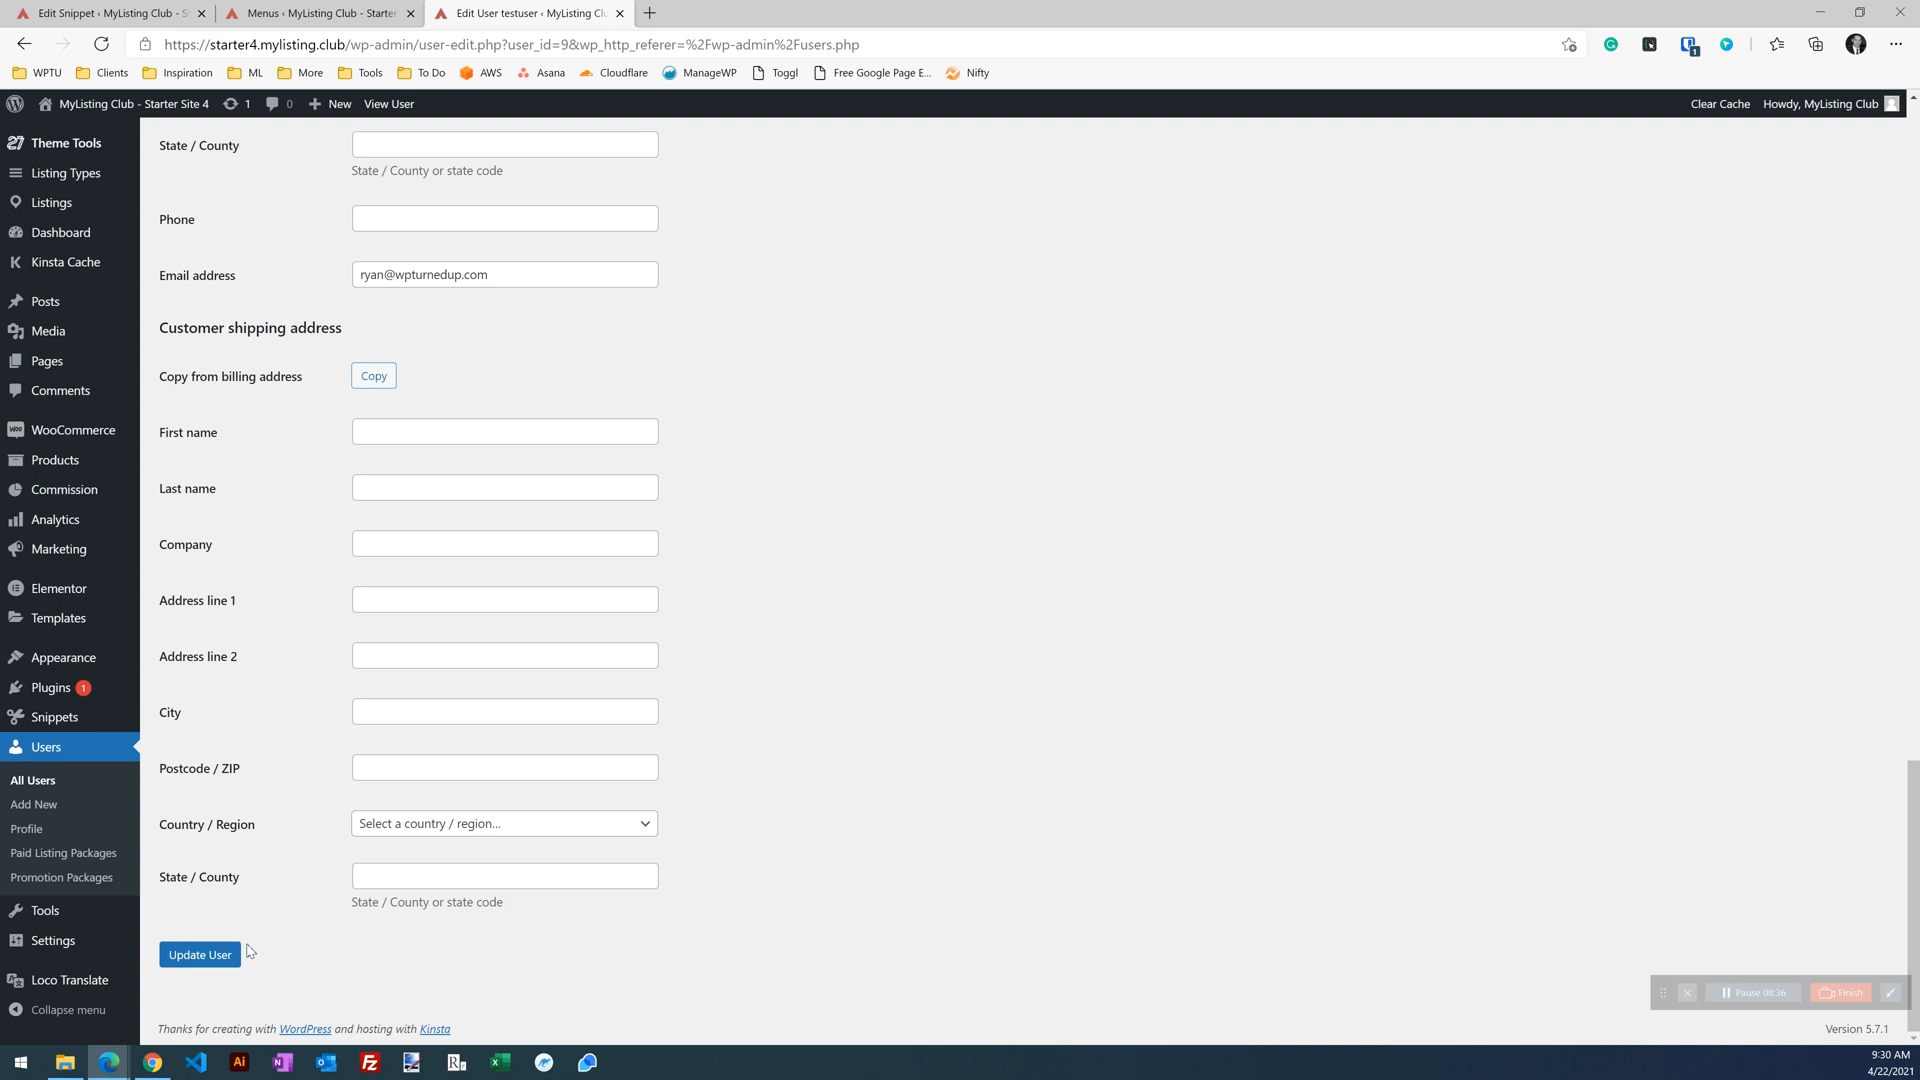 Edit Snippet ‹ MyListing Club - St
Menus ‹ MyListing Club - Starter
Edit User testuser ‹ MyListing Clu
https://starter4.mylisting.club/wp-admin/user-edit.php?user_id=9&wp_http_referer=%2Fwp-admin%2Fusers.php
WPTU
Clients
Inspiration
ML
More
Tools
To Do
AWS
Asana
Cloudflare
ManageWP
Toggl
Free Google Page E...
Nifty
MyListing Club - Starter Site 4
1
0
New
View User
Clear Cache
Howdy, MyListing Club
27 Theme Tools
Listing Types
Listings
Dashboard
K Kinsta Cache
Posts
Media
Pages
Comments
WooCommerce
Products
Commission
Analytics
Marketing
Elementor
Templates
Appearance
Plugins 1
Snippets
Users
All Users
Add New
Profile
Paid Listing Packages
Promotion Packages
Tools
Settings
Loco Translate
Collapse menu
State / County
State / County or state code
Phone
Email address
ryan@wpturnedup.com
Customer shipping address
Copy from billing address
Copy
First name
Last name
Company
Address line 1
Address line 2
City
Postcode / ZIP
Country / Region
Select a country / region...
State / County
State / County or state code
Update User
Pause 08:36
Finish
Thanks for creating with WordPress and hosting with Kinsta
Version 5.7.1
9:30 AM
4/22/2021